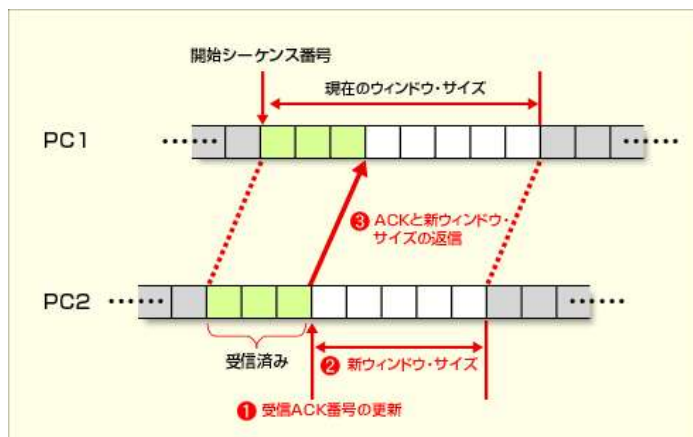 開始シーケンス番号
現在のウィンドウ・サイズ
PC1
……
……
❸ ACKと新ウィンドウ・
サイズの返信
PC2
……
……
受信済み
❷ 新ウィンドウ・サイズ
❶ 受信ACK番号の更新